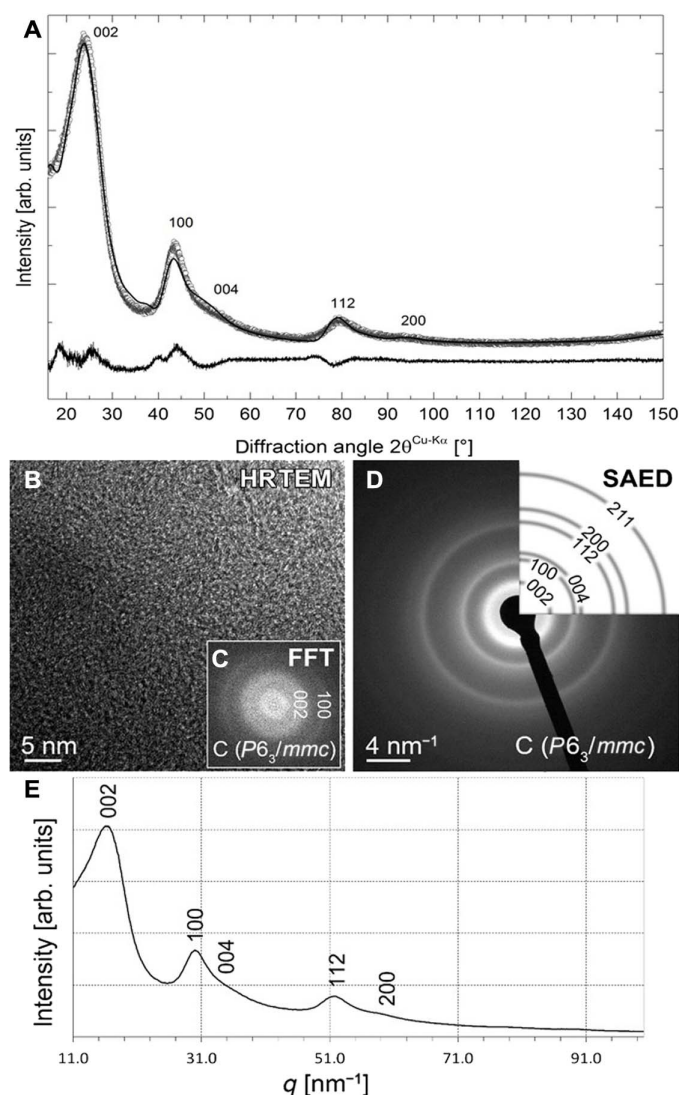 A
002
100
004
112
200
Intensity [arb. units]
20 30 40 50 60 70 80 90 100 110 120 130 140 150
Diffraction angle 2θ^Cu-Kα [°]
B
HRTEM
C
FFT
002
100
C (P6₃/mmc)
5 nm
D
SAED
211
200
112
100
004
002
4 nm⁻¹
C (P6₃/mmc)
E
002
100
004
112
200
Intensity [arb. units]
11.0 31.0 51.0 71.0 91.0
q [nm⁻¹]